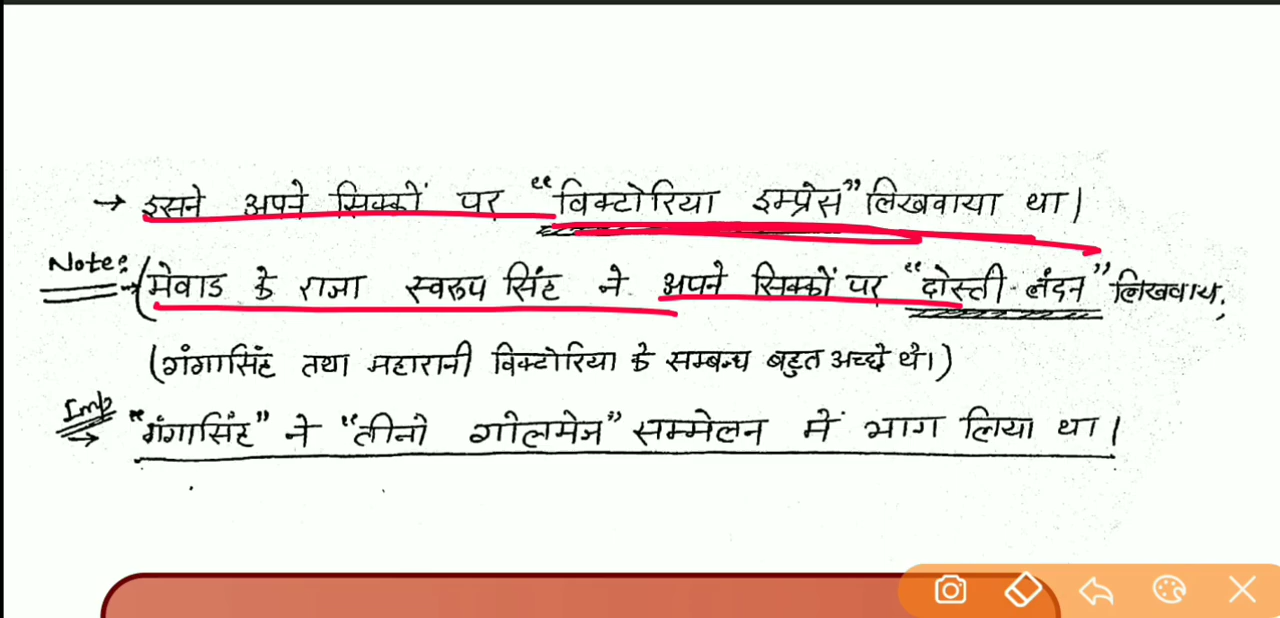 → इसने अपने सिक्कों पर “विक्टोरिया इम्प्रेस” लिखवाया था।
Note: → (मेवाड के राजा स्वरूप सिंह ने अपने सिक्कों पर “दोस्ती-लंदन” लिखवाय,
(गंगासिंह तथा महारानी विक्टोरिया के सम्बन्ध बहुत अच्छे थे।)
Imp → “गंगासिंह” ने “तीनो गोलमेज” सम्मेलन में भाग लिया था।